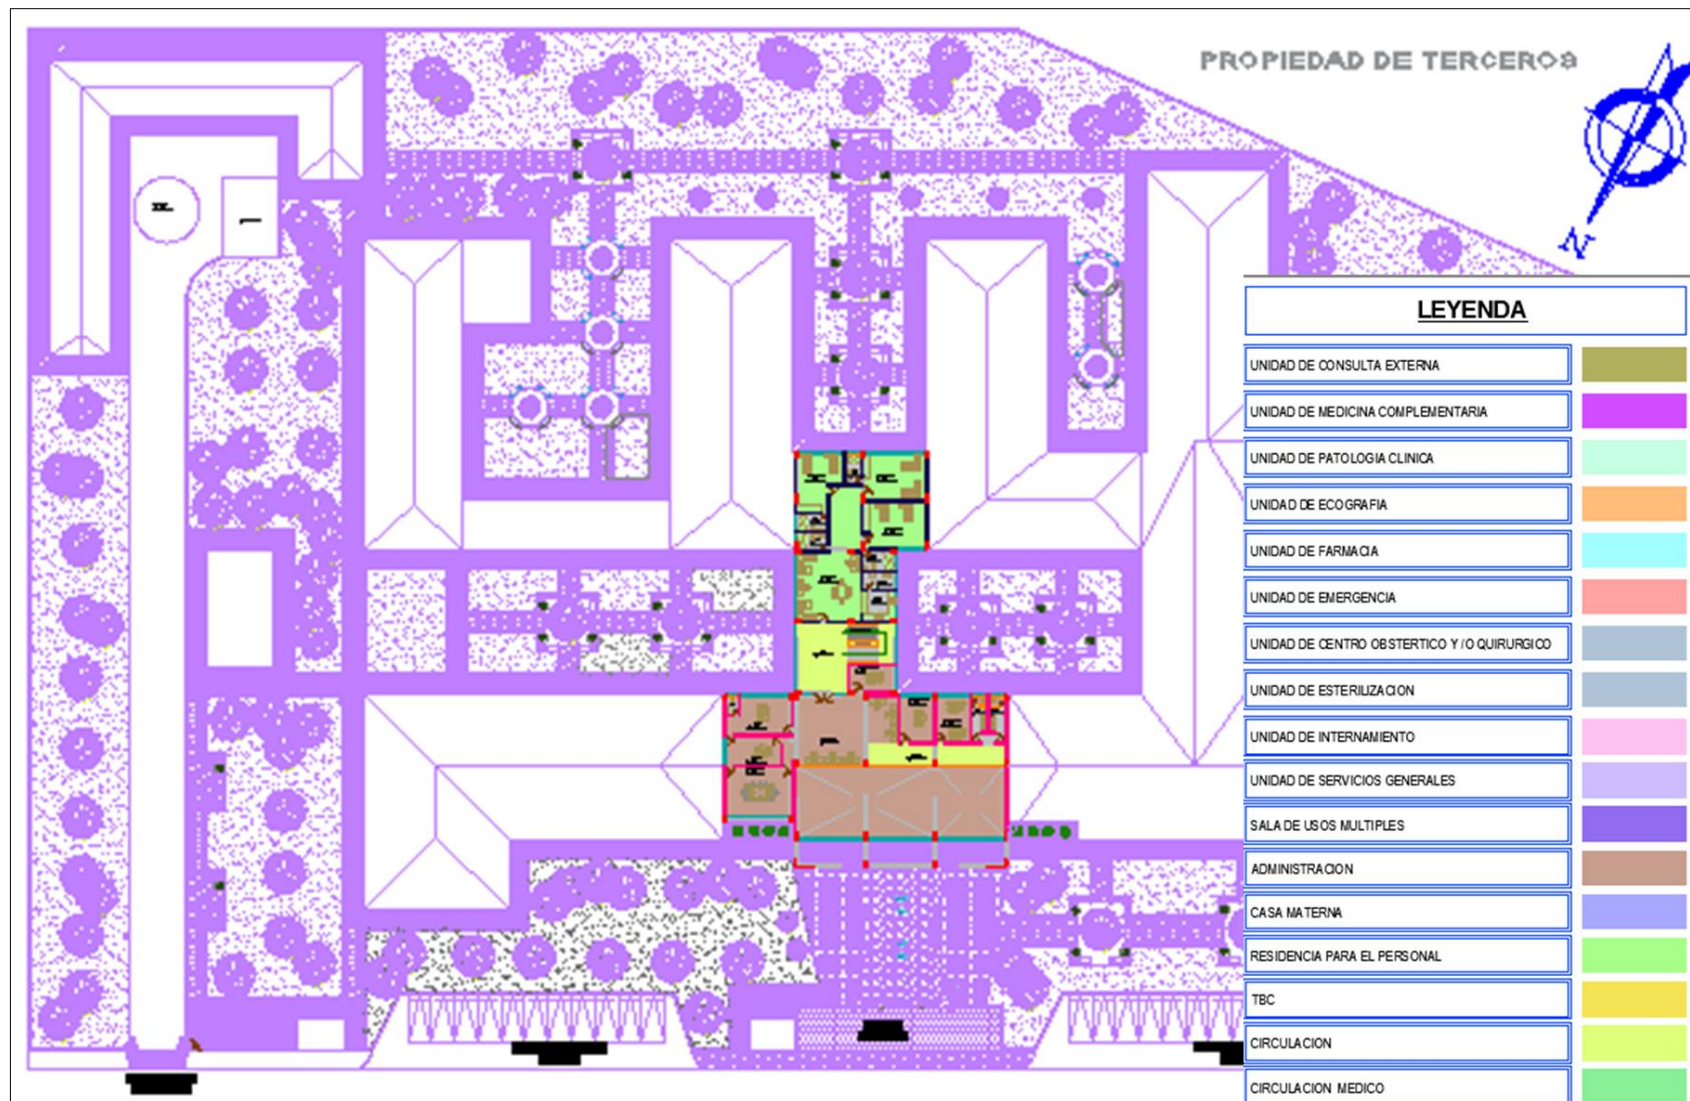 PROPIEDAD DE TERCEROS
N
LEYENDA
UNIDAD DE CONSULTA EXTERNA
UNIDAD DE MEDICINA COMPLEMENTARIA
UNIDAD DE PATOLOGIA CLINICA
UNIDAD DE ECOGRAFIA
UNIDAD DE FARMACIA
UNIDAD DE EMERGENCIA
UNIDAD DE CENTRO OBSTERTICO Y /O QUIRURGICO
UNIDAD DE ESTERILIZACION
UNIDAD DE INTERNAMIENTO
UNIDAD DE SERVICIOS GENERALES
SALA DE USOS MULTIPLES
ADMINISTRACION
CASA MATERNA
RESIDENCIA PARA EL PERSONAL
TBC
CIRCULACION
CIRCULACION MEDICO